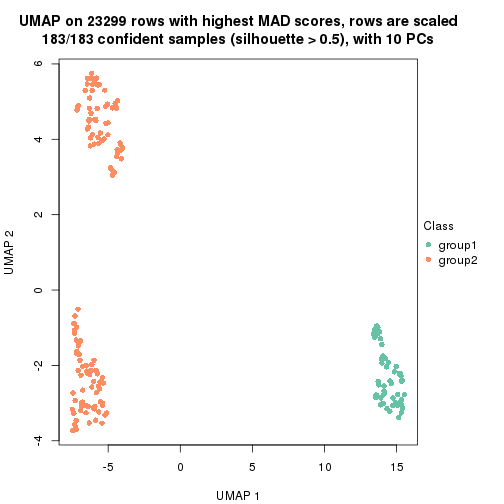 UMAP on 23299 rows with highest MAD scores, rows are scaled
183/183 confident samples (silhouette > 0.5), with 10 PCs
6
4
2
0
-2
-4
UMAP 2
-5
0
5
10
15
UMAP 1
Class
group1
group2